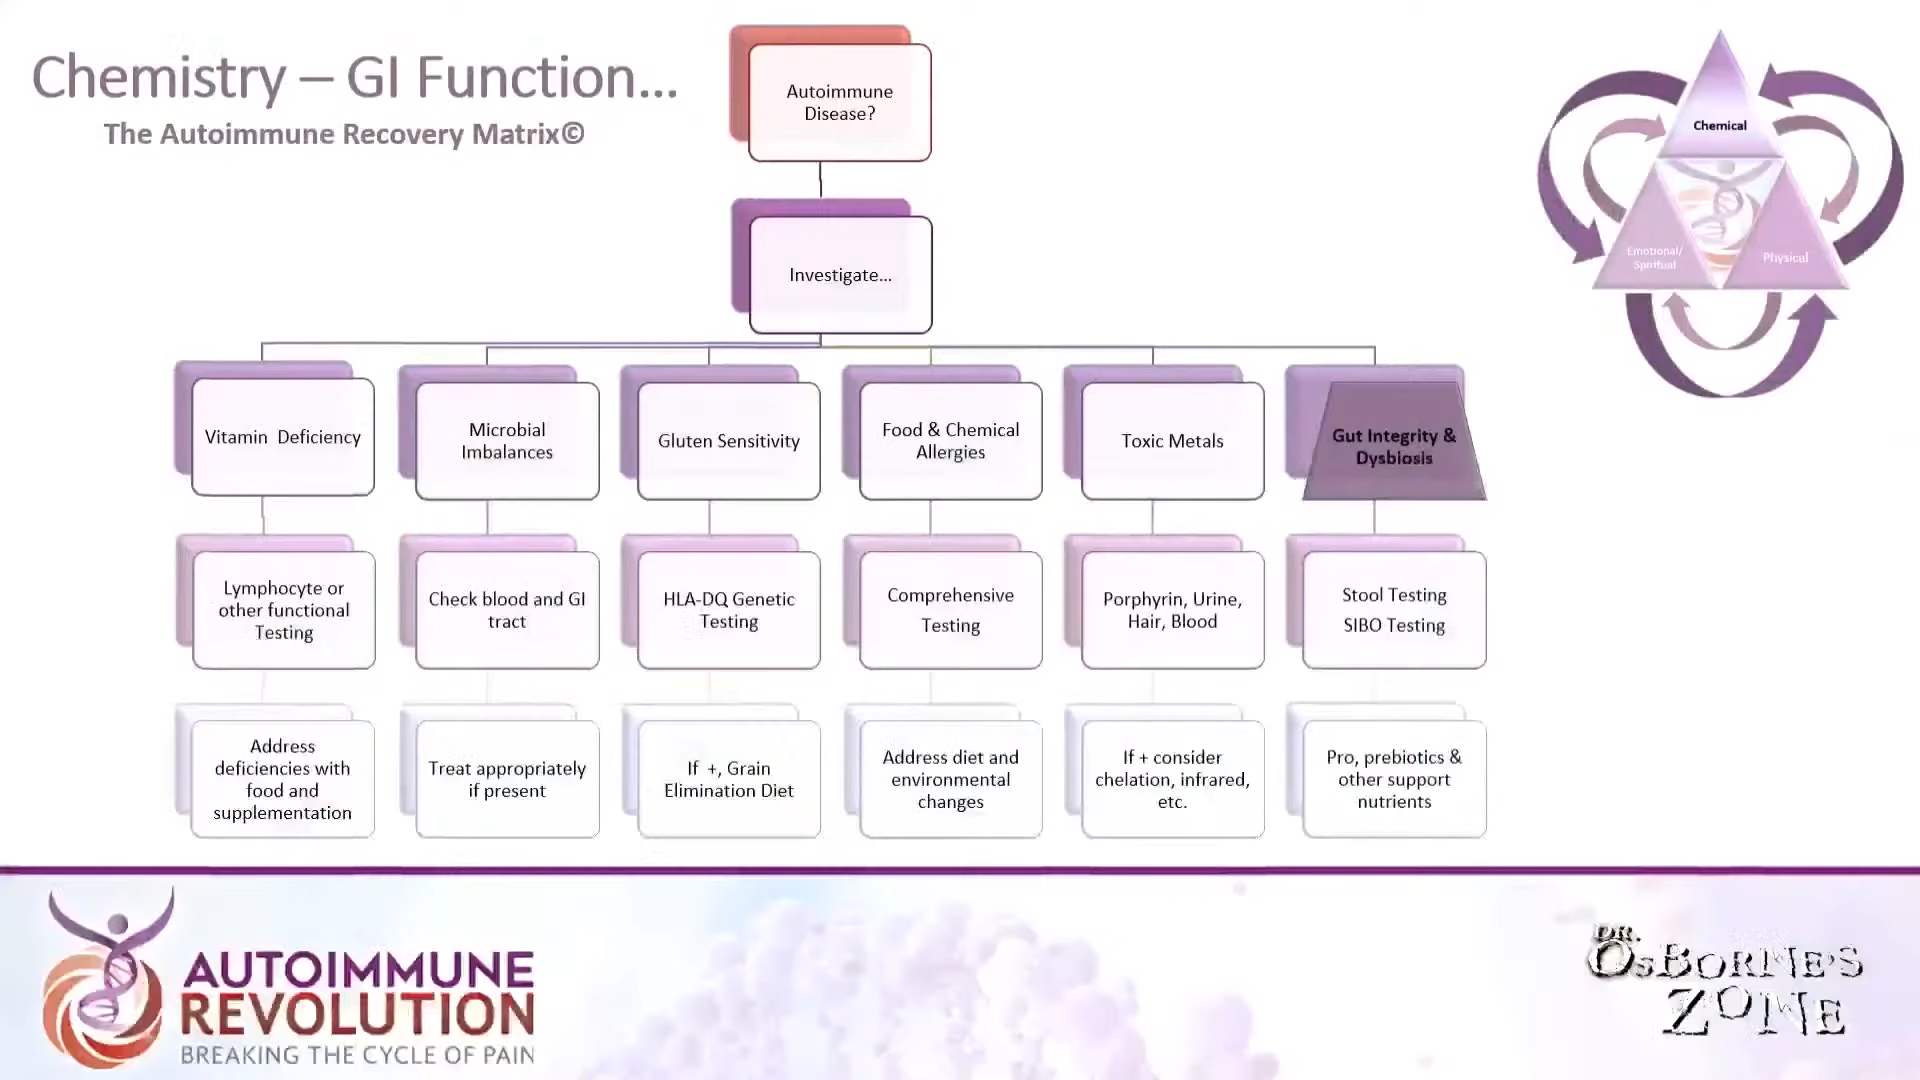 Chemistry – GI Function...
The Autoimmune Recovery Matrix©
Autoimmune
Disease?
Investigate...
Chemical
Emotional/
Spiritual
Physical
Vitamin  Deficiency
Microbial
Imbalances
Gluten Sensitivity
Food & Chemical
Allergies
Toxic Metals
Gut Integrity &
Dysbiosis
Lymphocyte or
other functional
Testing
Check blood and GI
tract
HLA-DQ Genetic
Testing
Comprehensive
Testing
Porphyrin, Urine,
Hair, Blood
Stool Testing
SIBO Testing
Address
deficiencies with
food and
supplementation
Treat appropriately
if present
If  +, Grain
Elimination Diet
Address diet and
environmental
changes
If + consider
chelation, infrared,
etc.
Pro, prebiotics &
other support
nutrients
AUTOIMMUNE
REVOLUTION
BREAKING THE CYCLE OF PAIN
DR.
OSBORNE'S
ZONE